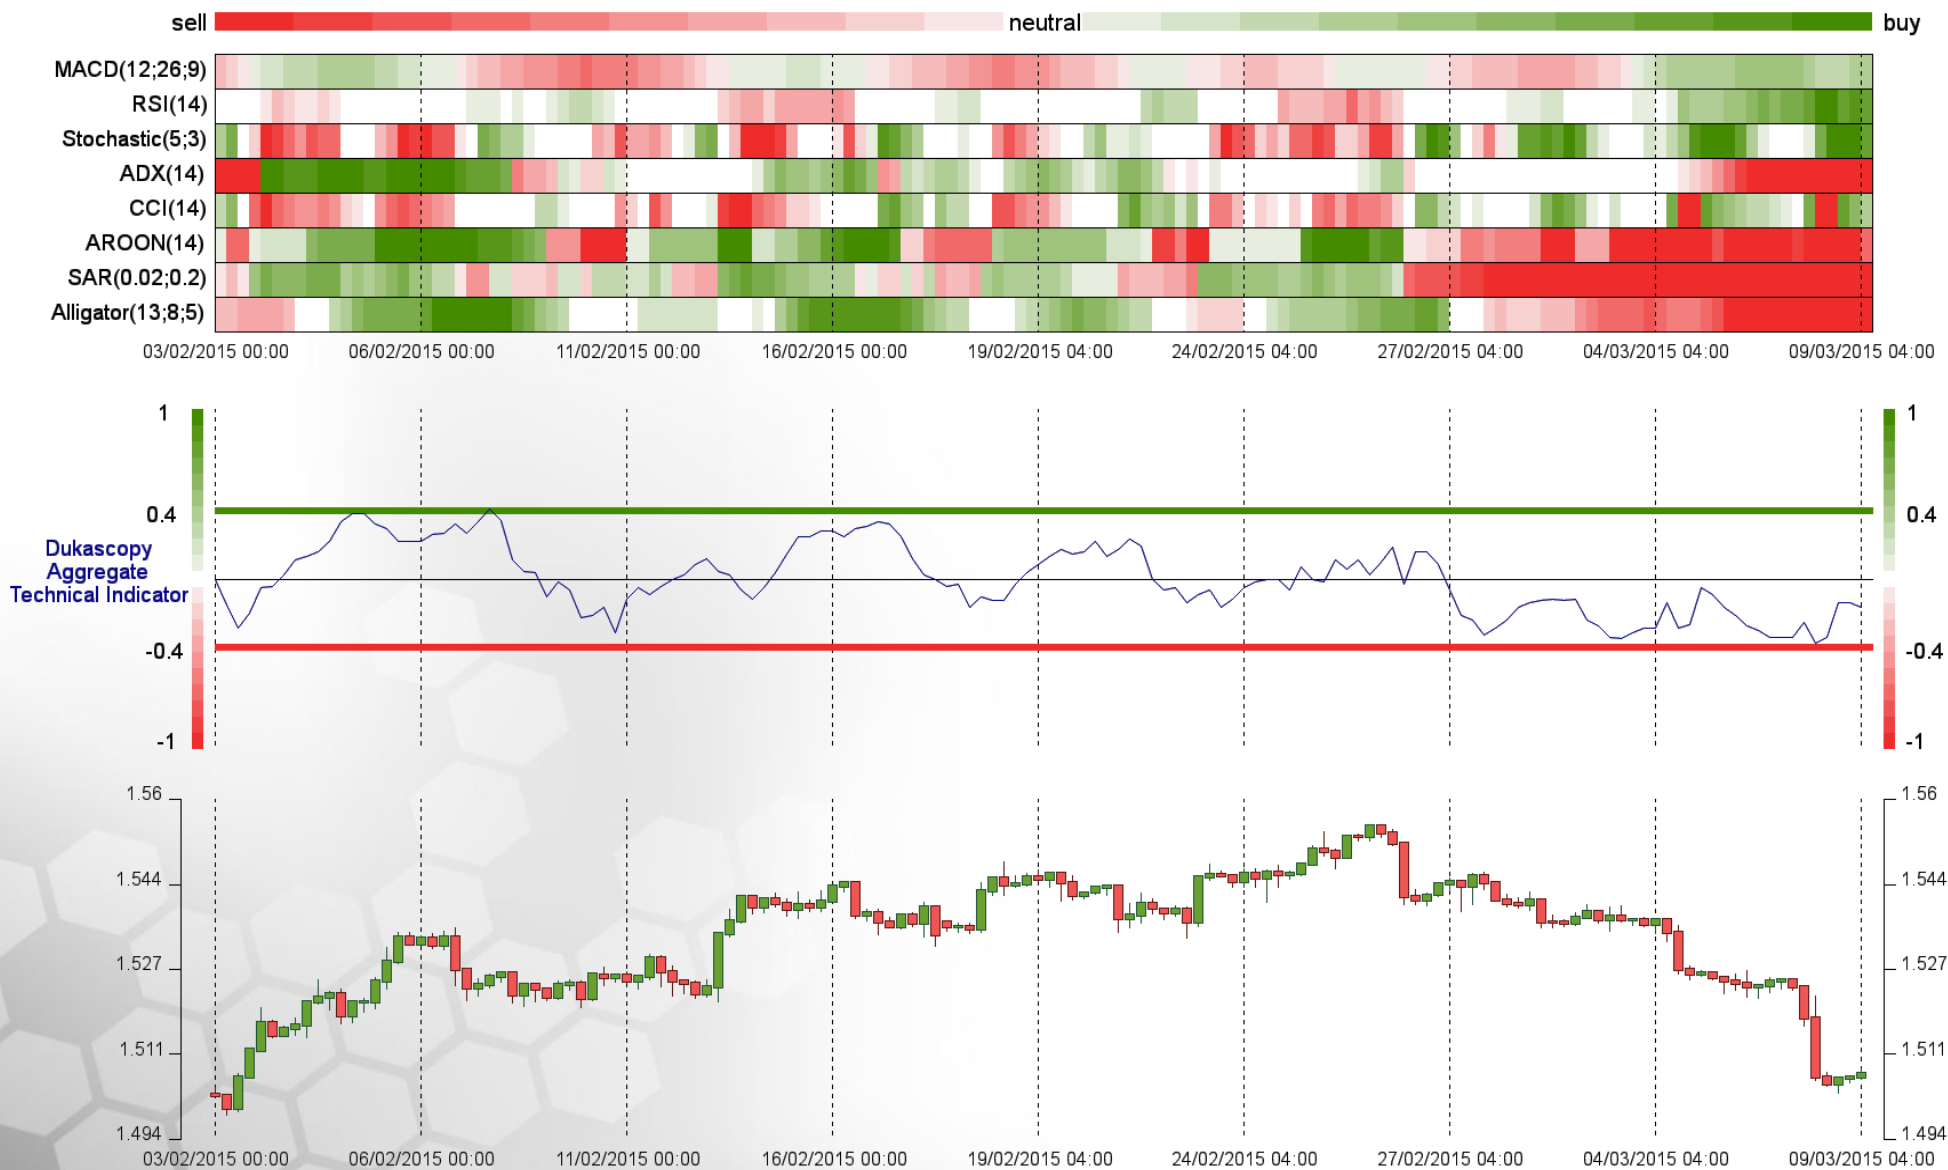 sell neutral buy
MACD(12;26;9)
RSI(14)
Stochastic(5;3)
ADX(14)
CCI(14)
AROON(14)
SAR(0.02;0.2)
Alligator(13;8;5)
03/02/2015 00:00 06/02/2015 00:00 11/02/2015 00:00 16/02/2015 00:00 19/02/2015 04:00 24/02/2015 04:00 27/02/2015 04:00 04/03/2015 04:00 09/03/2015 04:00
1 1
0.4 0.4
Dukascopy
Aggregate
Technical Indicator
-0.4 -0.4
-1 -1
1.56 1.56
1.544 1.544
1.527 1.527
1.511 1.511
1.494 1.494
03/02/2015 00:00 06/02/2015 00:00 11/02/2015 00:00 16/02/2015 00:00 19/02/2015 04:00 24/02/2015 04:00 27/02/2015 04:00 04/03/2015 04:00 09/03/2015 04:00